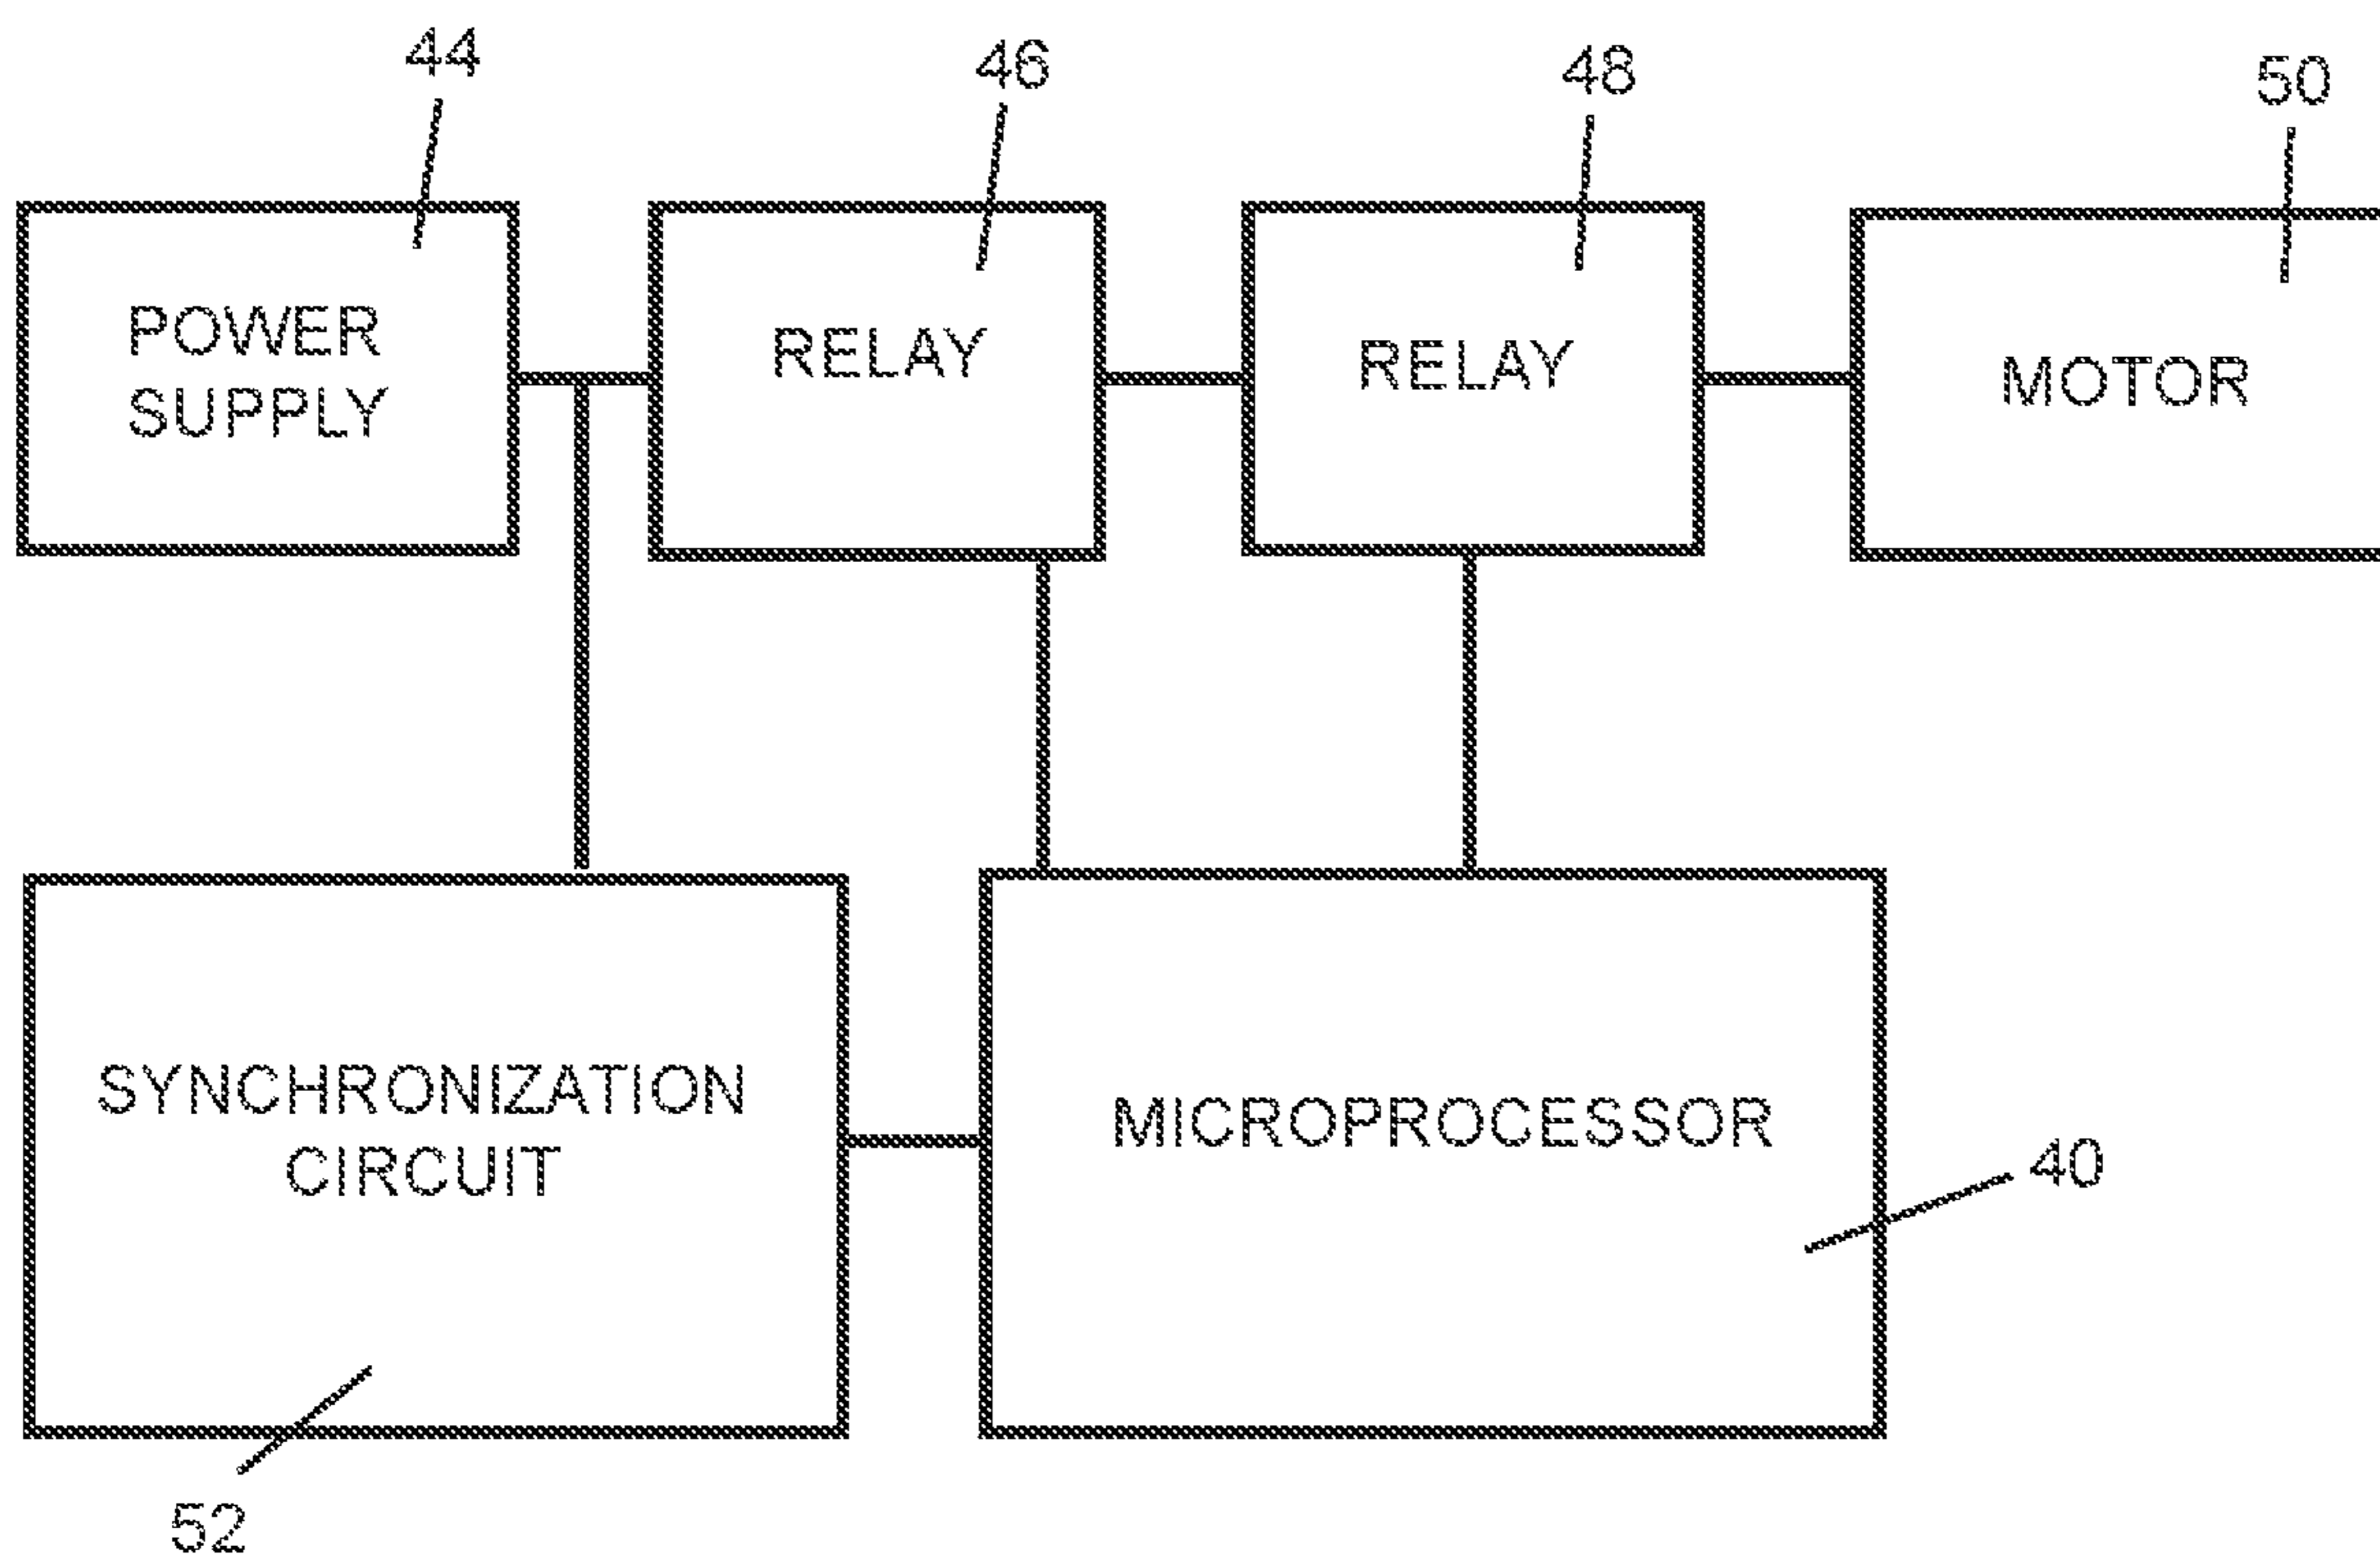 44
46
48
50
POWER
SUPPLY
RELAY
RELAY
MOTOR
SYNCHRONIZATION
CIRCUIT
MICROPROCESSOR
40
52